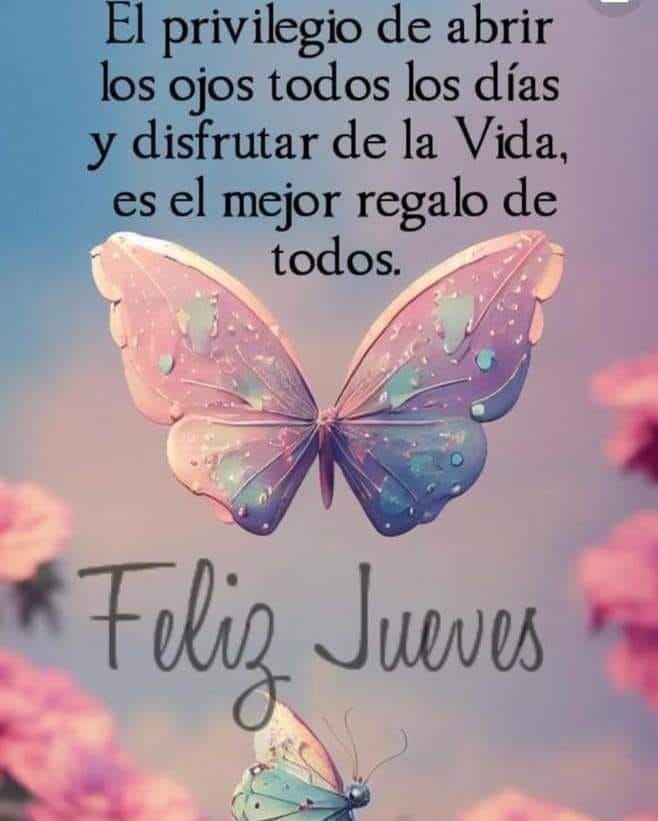 El privilegio de abrir
los ojos todos los días
y disfrutar de la Vida,
es el mejor regalo de
todos.
Feliz Jueves